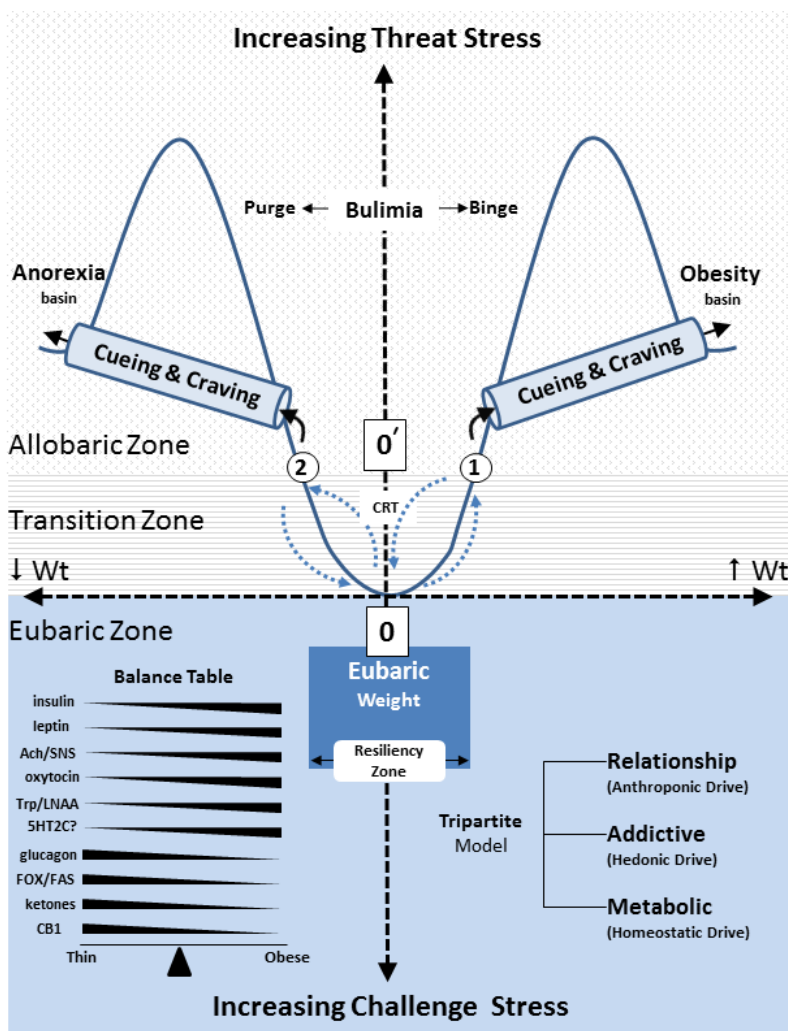 Increasing Threat Stress
Purge Bulimia Binge
Anorexia
basin
Obesity
basin
Cueing & Craving
Cueing & Craving
Allobaric Zone
0′
2
1
CRT
Transition Zone
↓ Wt
↑ Wt
Eubaric Zone
0
Eubaric
Weight
Resiliency
Zone
Balance Table
insulin
leptin
Ach/SNS
oxytocin
Trp/LNAA
5HT2C?
glucagon
FOX/FAS
ketones
CB1
Thin Obese
Tripartite
Model
Relationship
(Anthroponic Drive)
Addictive
(Hedonic Drive)
Metabolic
(Homeostatic Drive)
Increasing Challenge Stress